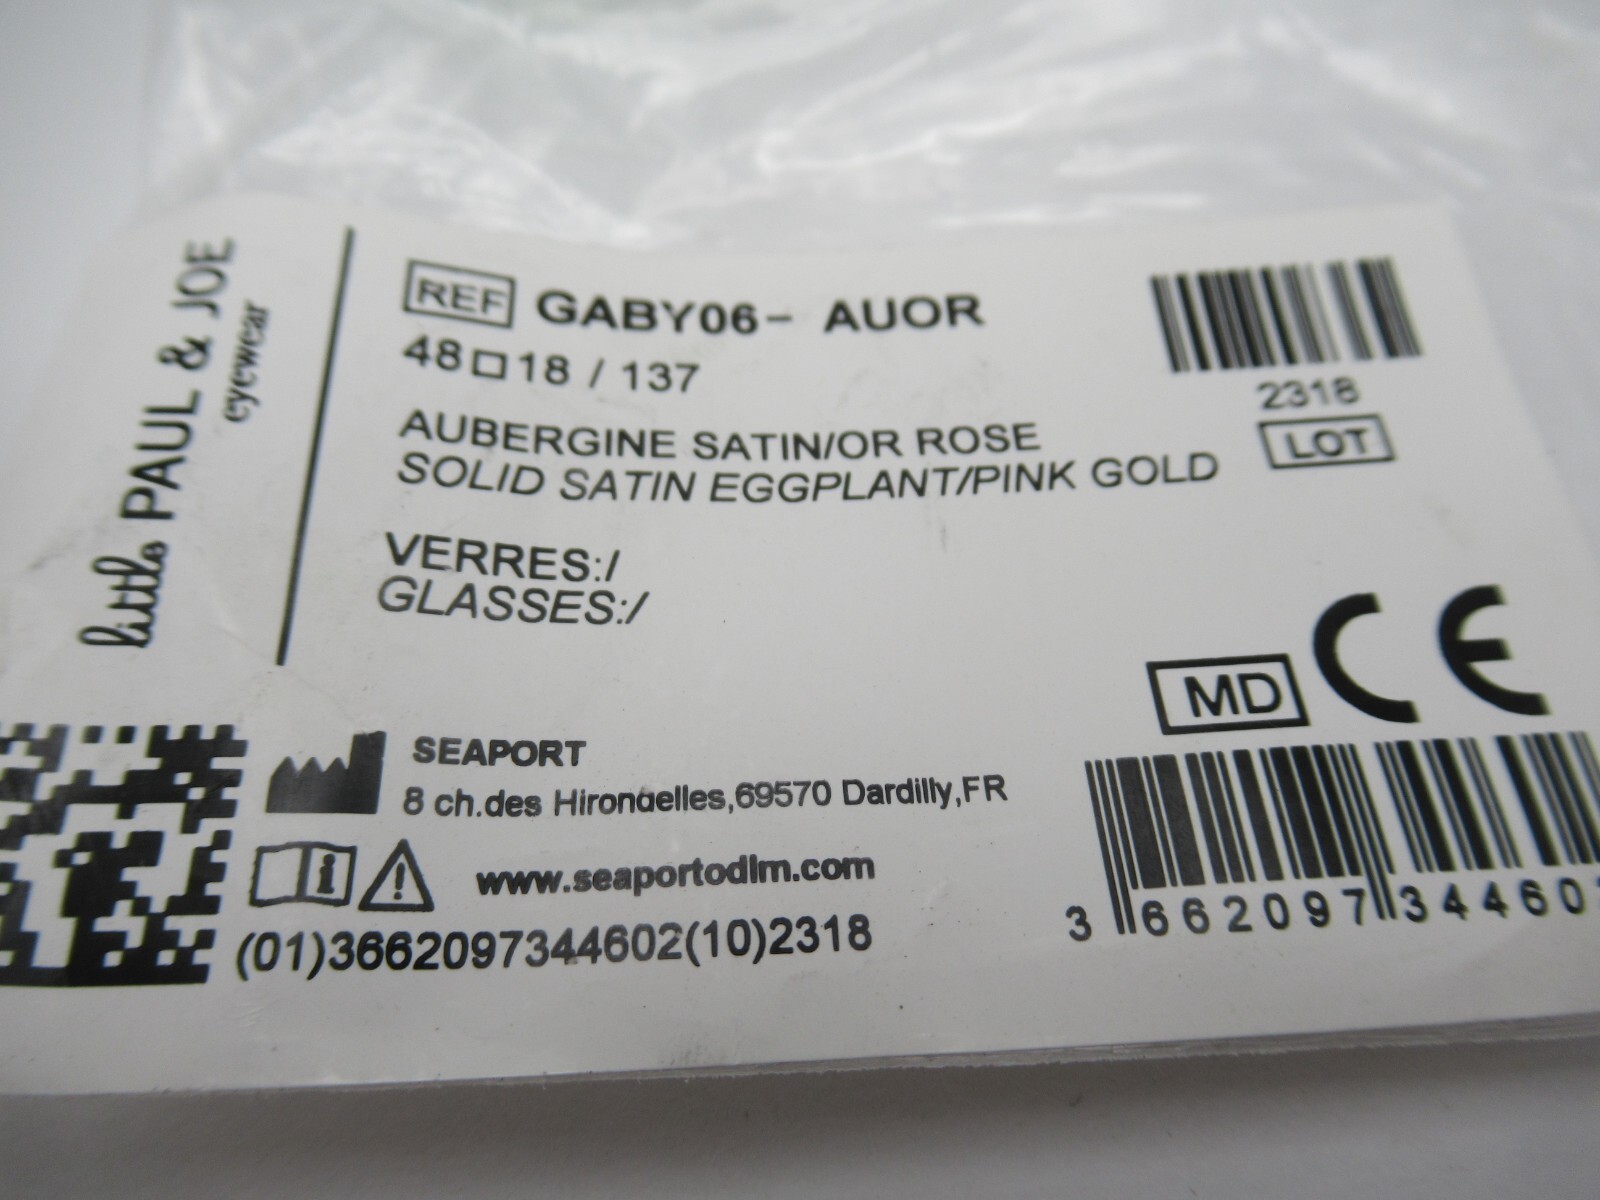 little PAUL & JOE
eyewear
REF GABY06- AUOR
48□18 / 137
AUBERGINE SATIN/OR ROSE
SOLID SATIN EGGPLANT/PINK GOLD
2318
LOT
VERRES:/
GLASSES:/
MD CE
SEAPORT
8 ch.des Hirondelles,69570 Dardilly,FR
www.seaportodlm.com
(01)3662097344602(10)2318
3 662097 34460